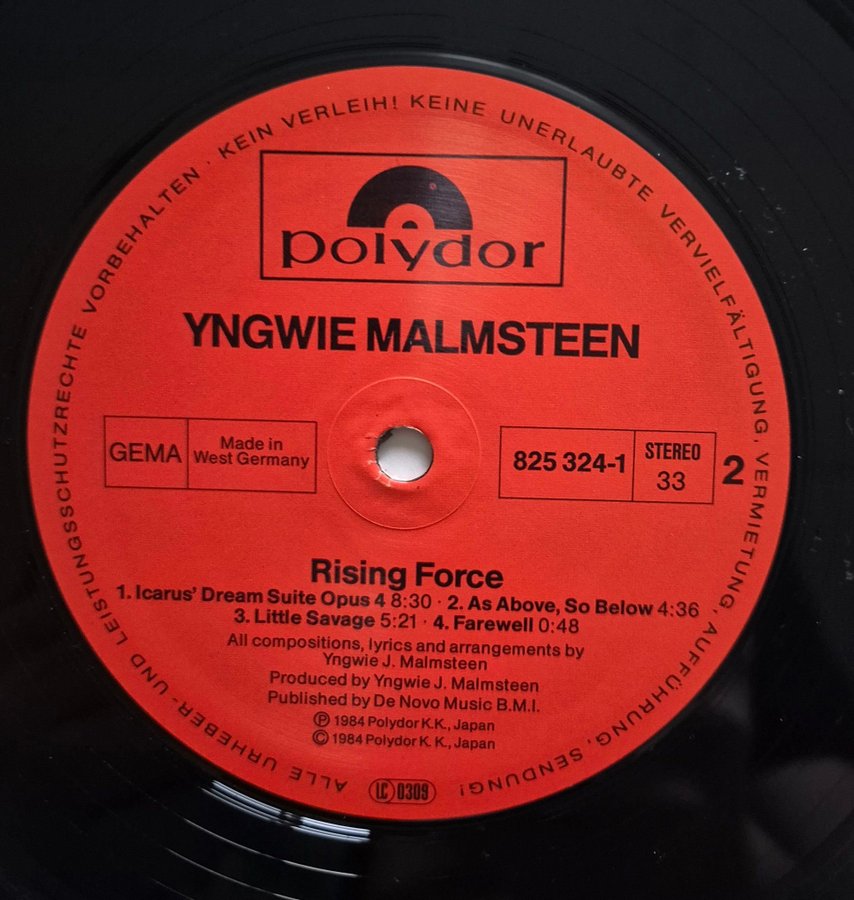 ALLE URHEBER- UND LEISTUNGSSCHUTZRECHTE VORBEHALTEN · KEIN VERLEIH! KEINE UNERLAUBTE VERVIELFÄLTIGUNG, VERMIETUNG, AUFFÜHRUNG, SENDUNG!
polydor
YNGWIE MALMSTEEN
GEMA
Made in
West Germany
825 324-1
STEREO
33
2
Rising Force
1. Icarus' Dream Suite Opus 4 8:30 · 2. As Above, So Below 4:36
3. Little Savage 5:21 · 4. Farewell 0:48
All compositions, lyrics and arrangements by
Yngwie J. Malmsteen
Produced by Yngwie J. Malmsteen
Published by De Novo Music B.M.I.
Ⓟ 1984 Polydor K.K., Japan
© 1984 Polydor K. K., Japan
LC 0309